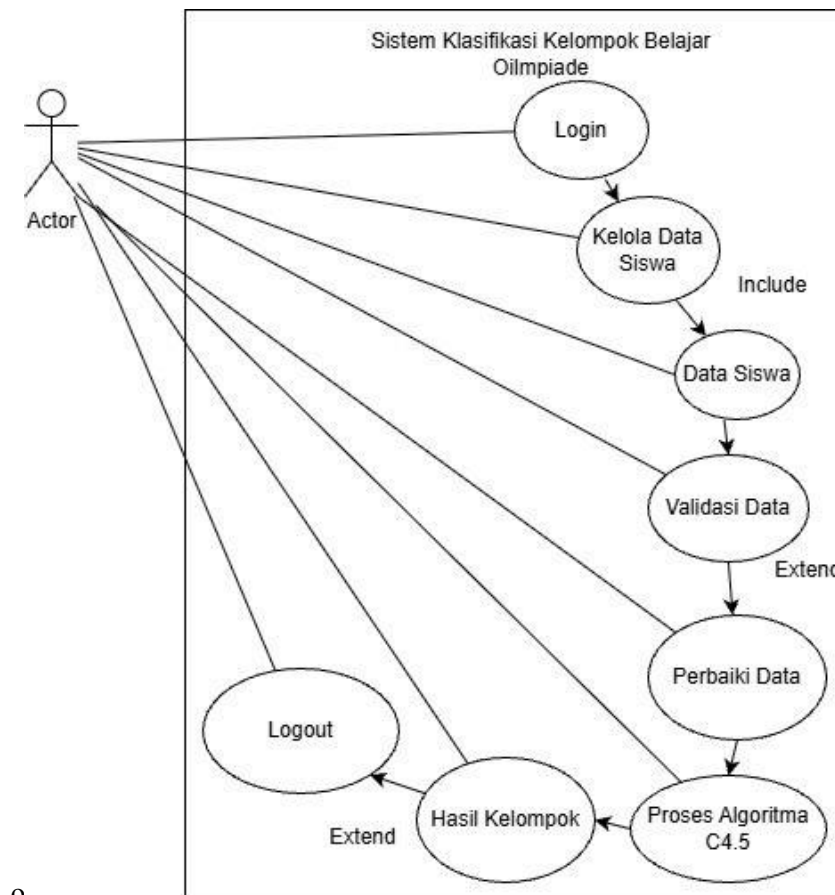 Sistem Klasifikasi Kelompok Belajar
Oilmpiade
Login
Actor
Kelola Data
Siswa
Include
Data Siswa
Validasi Data
Extend
Perbaiki Data
Logout
Hasil Kelompok
Proses Algoritma
C4.5
Extend